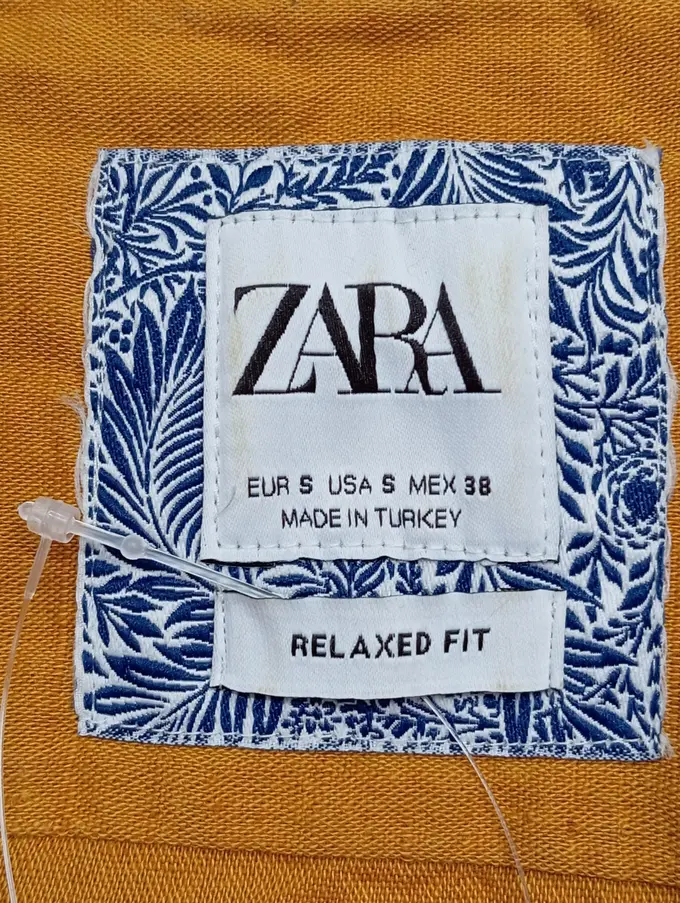 ZARA
EUR S USA S MEX 38
MADE IN TURKEY
RELAXED FIT